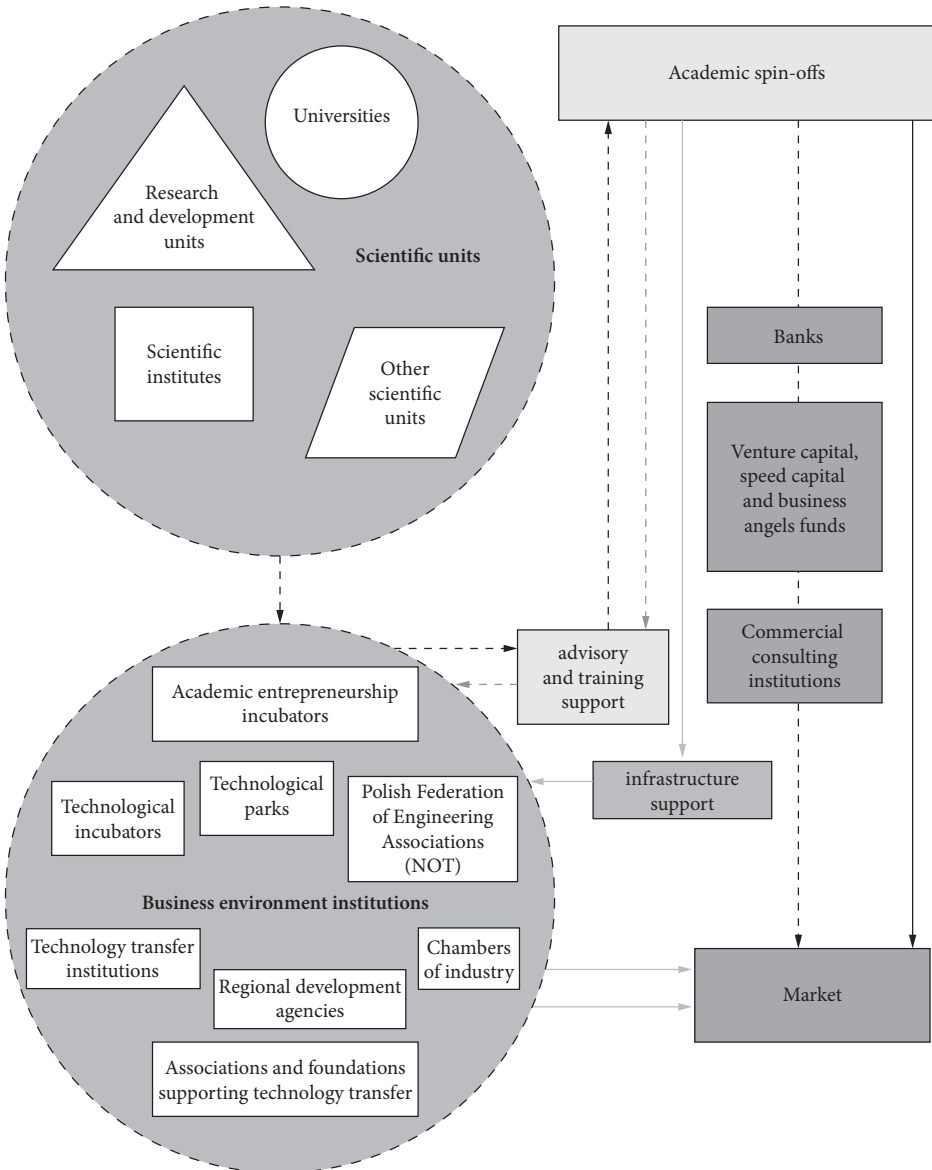 Academic spin-offs
Universities
Research
and development
units
Scientific units
Scientific
institutes
Other
scientific
units
Banks
Venture capital,
speed capital
and business
angels funds
Commercial
consulting
institutions
advisory
and training
support
Academic entrepreneurship
incubators
Technological
incubators
Technological
parks
Polish Federation
of Engineering
Associations
(NOT)
infrastructure
support
Business environment institutions
Technology transfer
institutions
Regional development
agencies
Chambers
of industry
Market
Associations and foundations
supporting technology transfer